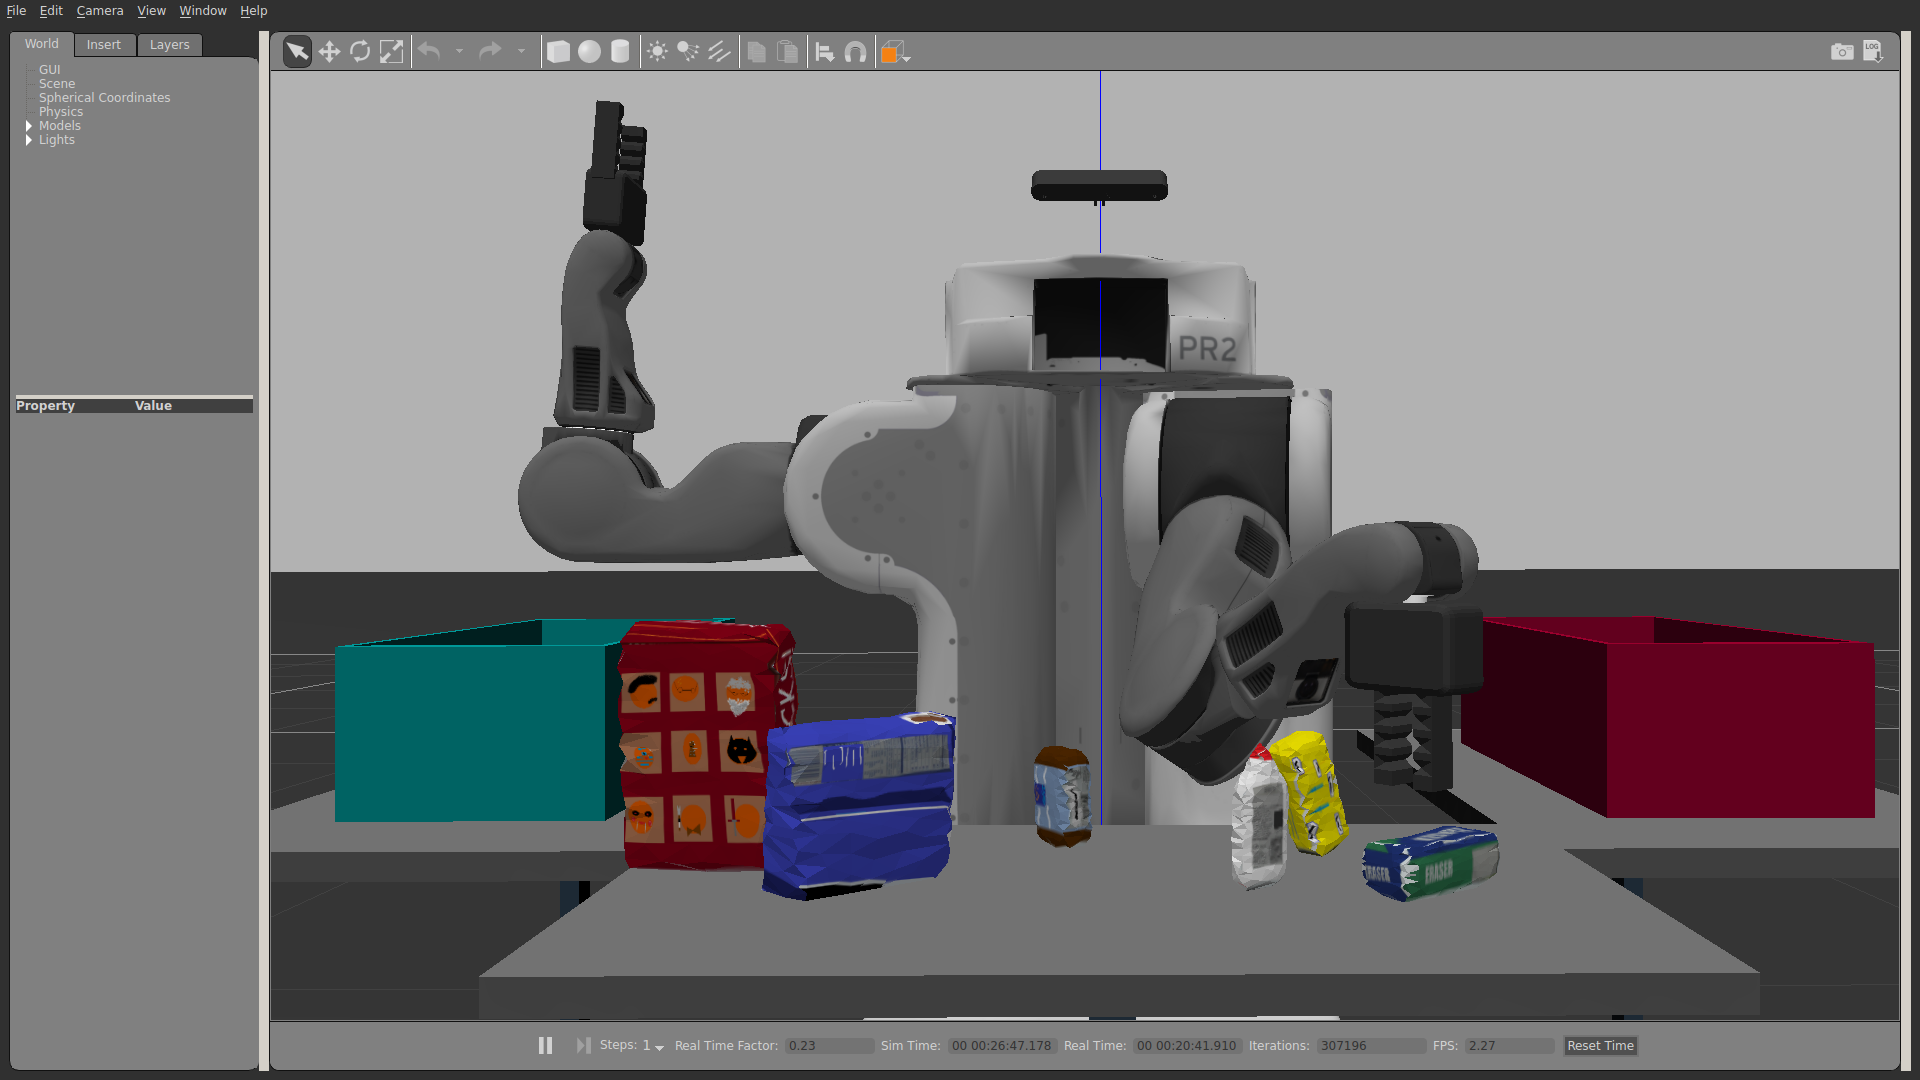 File Edit Camera View Window Help
World Insert Layers
LOG
GUI
Scene
Spherical Coordinates
Physics
Models
Lights
Property Value
PR2
ERASER
ERASER
Steps: 1 Real Time Factor: 0.23 Sim Time: 00 00:26:47.178 Real Time: 00 00:20:41.910 Iterations: 307196 FPS: 2.27 Reset Time